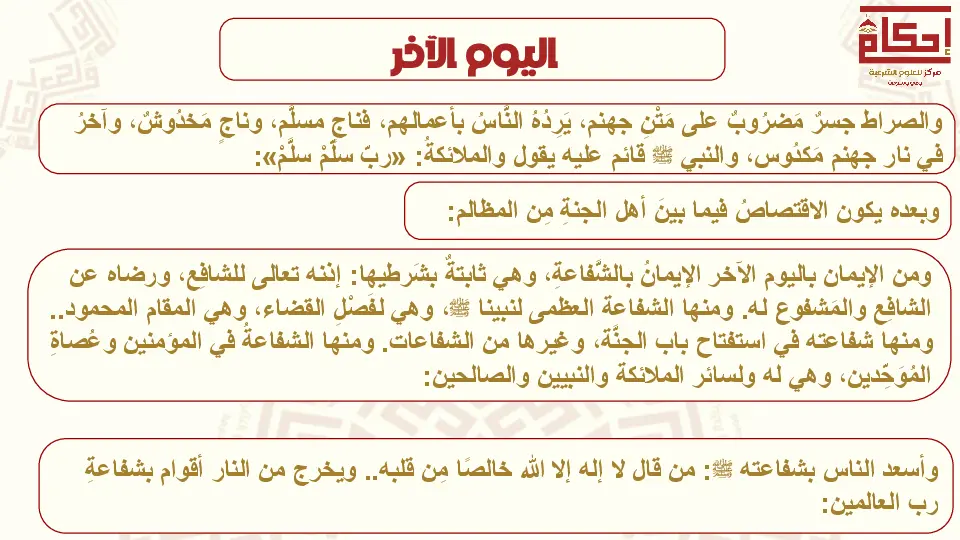 إحكام
مركز للعلوم الشرعية
اليوم الآخر
والصراط جسرٌ مَضرُوبٌ على مَتْنِ جهنم، يَرِدُهُ النَّاسُ بأعمالهم، فناجٍ مسلَّم، وناجٍ مَخدُوشٌ، وآخرُ
في نار جهنم مَكدُوس، والنبي ﷺ قائم عليه يقول والملائكةُ: «ربّ سلِّمْ سلِّمْ»:
وبعده يكون الاقتصاصُ فيما بينَ أهل الجنةِ مِن المظالم:
ومن الإيمان باليوم الآخر الإيمانُ بالشَّفاعةِ، وهي ثابتةٌ بشَرطيها: إذنه تعالى للشافِع، ورضاه عن
الشافِع والمَشفوع له. ومنها الشفاعة العظمى لنبينا ﷺ، وهي لفَصْلِ القضاء، وهي المقام المحمود..
ومنها شفاعته في استفتاح باب الجنَّة، وغيرها من الشفاعات. ومنها الشفاعةُ في المؤمنين وعُصاةِ
المُوَحِّدين، وهي له ولسائر الملائكة والنبيين والصالحين:
وأسعد الناس بشفاعته ﷺ: من قال لا إله إلا الله خالصًا مِن قلبه.. ويخرج من النار أقوام بشفاعةِ
رب العالمين: